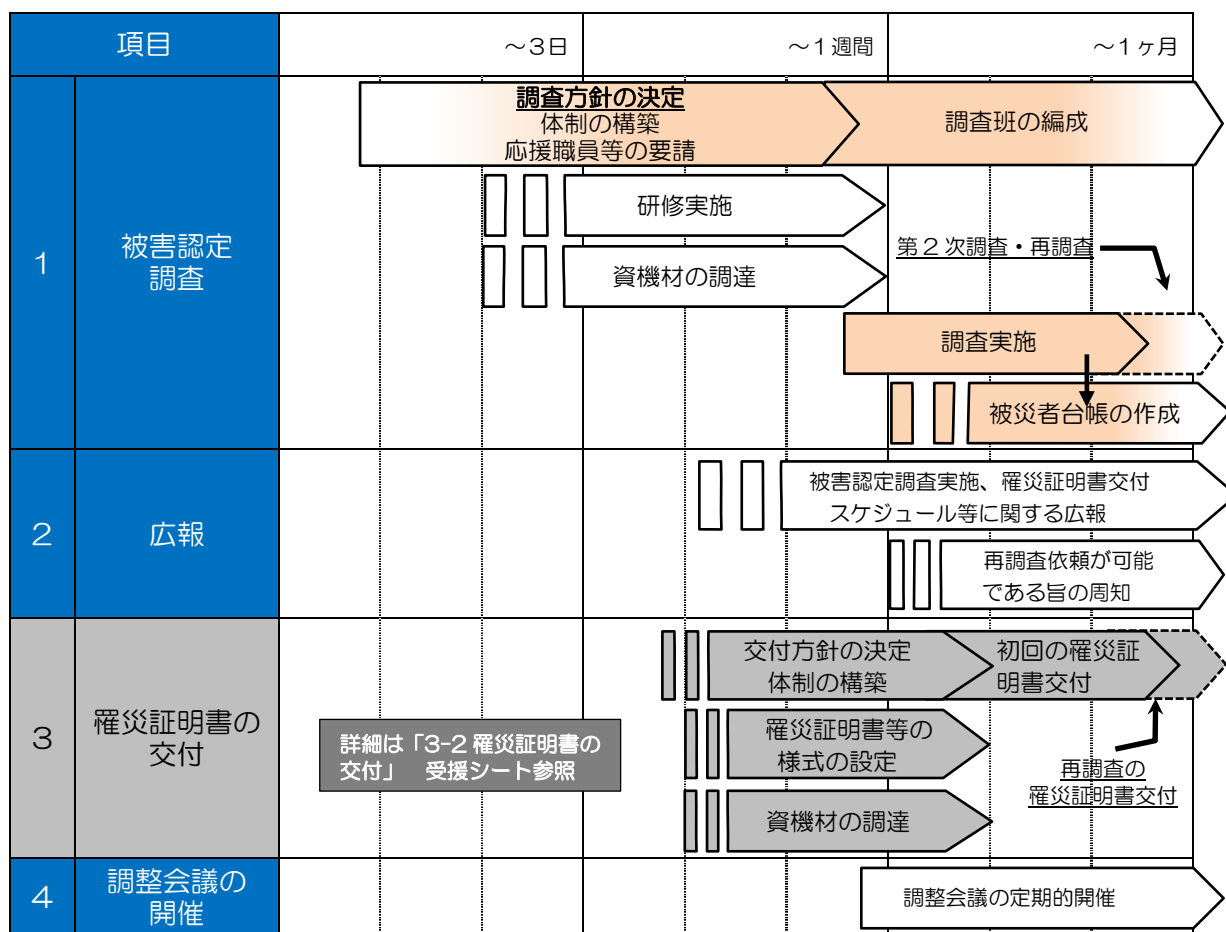 項目
～3日
～1週間
～1ヶ月
1
被害認定
調査
調査方針の決定
体制の構築
応援職員等の要請
調査班の編成
研修実施
資機材の調達
第2次調査・再調査
調査実施
被災者台帳の作成
2
広報
被害認定調査実施、罹災証明書交付
スケジュール等に関する広報
再調査依頼が可能
である旨の周知
3
罹災証明書の
交付
交付方針の決定
体制の構築
初回の罹災証
明書交付
詳細は「3-2 罹災証明書の
交付」 受援シート参照
罹災証明書等の
様式の設定
再調査の
罹災証明書交付
資機材の調達
4
調整会議の
開催
調整会議の定期的開催